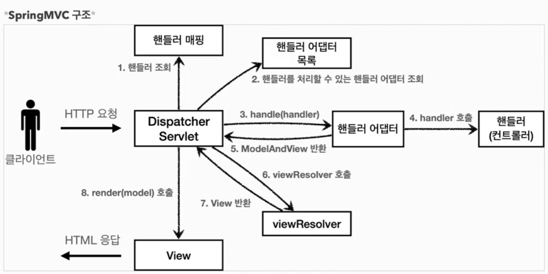 *SpringMVC 구조*
핸들러 매핑
핸들러 어댑터
목록
1. 핸들러 조회
2. 핸들러를 처리할 수 있는 핸들러 어댑터 조회
HTTP 요청
클라이언트
Dispatcher
Servlet
3. handle(handler)
핸들러 어댑터
4. handler 호출
핸들러
(컨트롤러)
5. ModelAndView 반환
6. viewResolver 호출
8. render(model) 호출
7. View 반환
viewResolver
HTML 응답
View